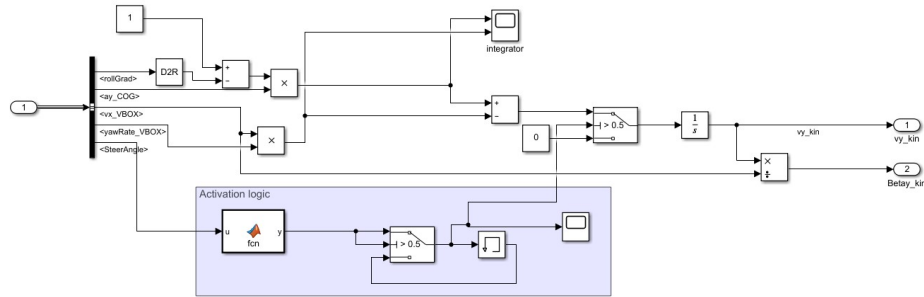 1
integrator
<rollGrad>
D2R
+
−
×
<ay_COG>
1
<vx_VBOX>
+
−
> 0.5
1
s
vy_kin
1
vy_kin
<yawRate_VBOX>
×
0
<SteerAngle>
×
÷
2
Betay_kin
Activation logic
u
fcn
y
> 0.5